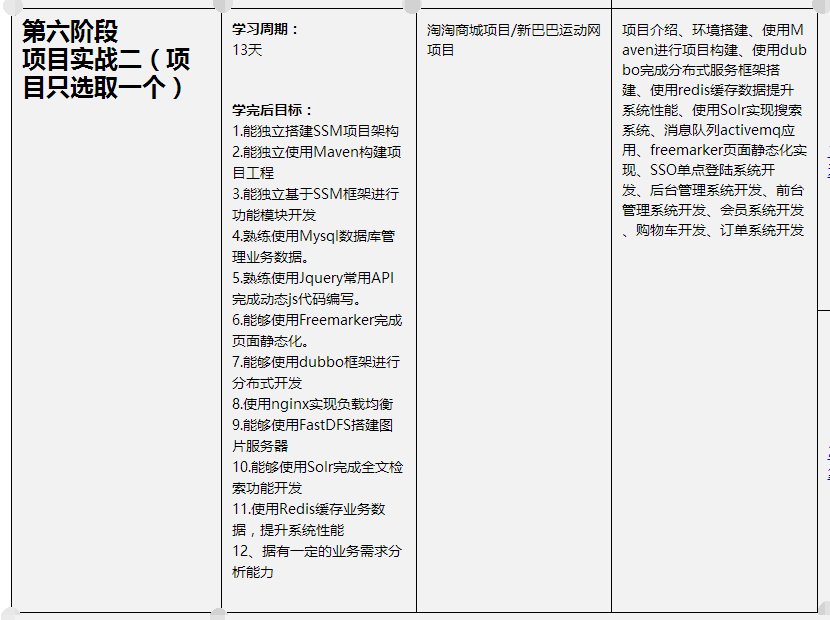 第六阶段
项目实战二（项
目只选取一个）
学习周期：
13天
学完后目标：
1.能独立搭建SSM项目架构
2.能独立使用Maven构建项
目工程
3.能独立基于SSM框架进行
功能模块开发
4.熟练使用Mysql数据库管
理业务数据。
5.熟练使用Jquery常用API
完成动态js代码编写。
6.能够使用Freemarker完成
页面静态化。
7.能够使用dubbo框架进行
分布式开发
8.使用nginx实现负载均衡
9.能够使用FastDFS搭建图
片服务器
10.能够使用Solr完成全文检
索功能开发
11.使用Redis缓存业务数
据，提升系统性能
12、据有一定的业务需求分
析能力
淘淘商城项目/新巴巴运动网
项目
项目介绍、环境搭建、使用M
aven进行项目构建、使用dub
bo完成分布式服务框架搭
建、使用redis缓存数据提升
系统性能、使用Solr实现搜索
系统、消息队列activemq应
用、freemarker页面静态化实
现、SSO单点登陆系统开
发、后台管理系统开发、前台
管理系统开发、会员系统开发
、购物车开发、订单系统开发